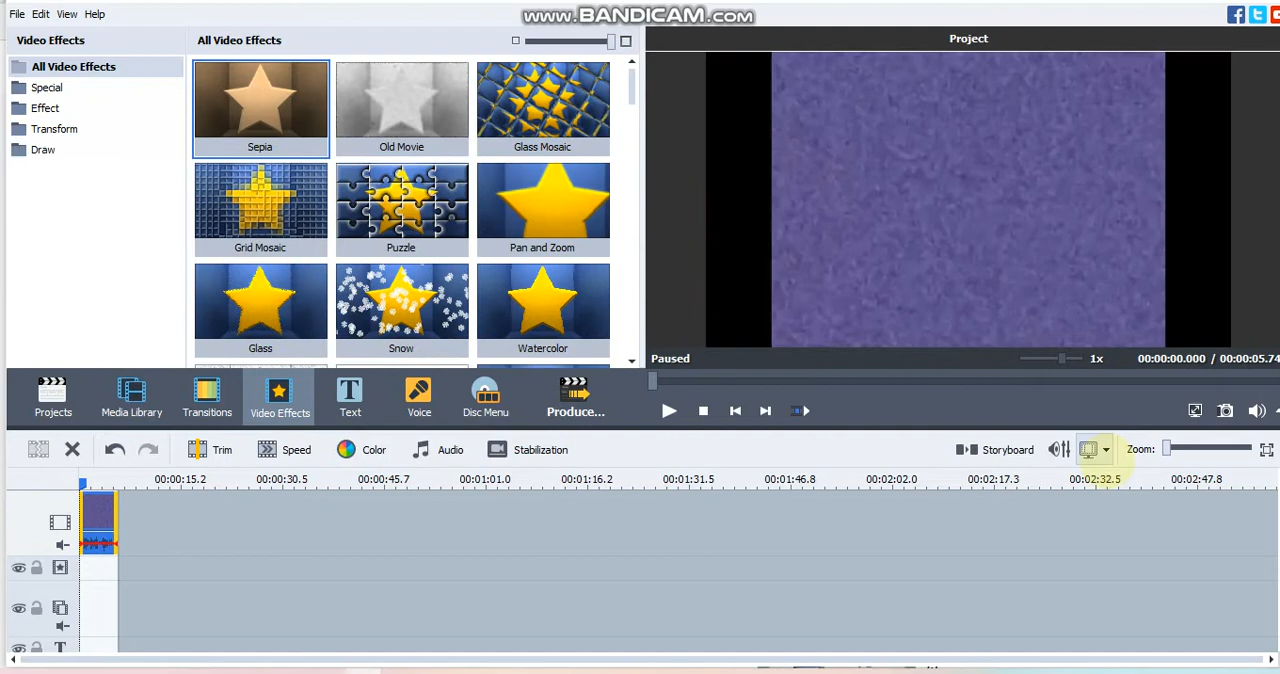 File Edit View Help
www.BANDICAM.com
Video Effects
All Video Effects
Project
All Video Effects
Special
Effect
Transform
Draw
Sepia
Old Movie
Glass Mosaic
Grid Mosaic
Puzzle
Pan and Zoom
Glass
Snow
Watercolor
Paused
1x
00:00:00.000 / 00:00:05.74
Projects
Media Library
Transitions
Video Effects
Text
Voice
Disc Menu
Produce...
Trim
Speed
Color
Audio
Stabilization
Storyboard
Zoom:
00:00:15.2 00:00:30.5 00:00:45.7 00:01:01.0 00:01:16.2 00:01:31.5 00:01:46.8 00:02:02.0 00:02:17.3 00:02:32.5 00:02:47.8